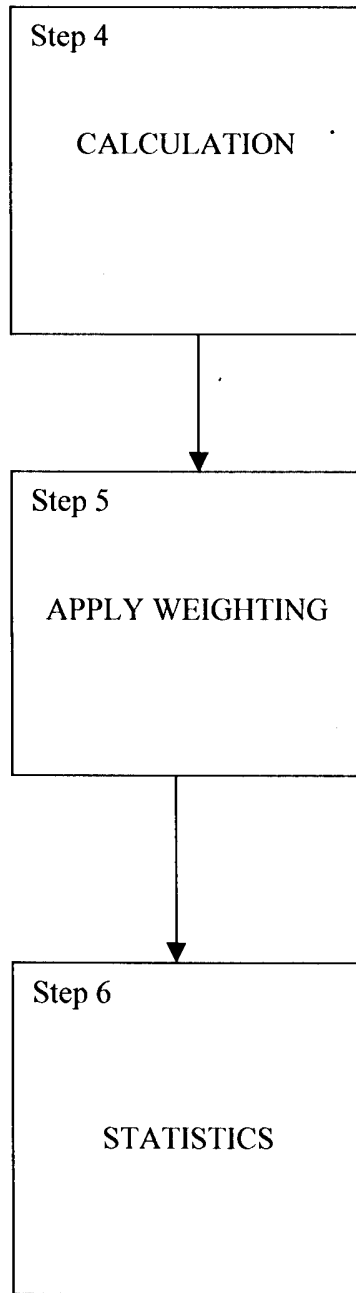 Step 4
CALCULATION
Step 5
APPLY WEIGHTING
Step 6
STATISTICS